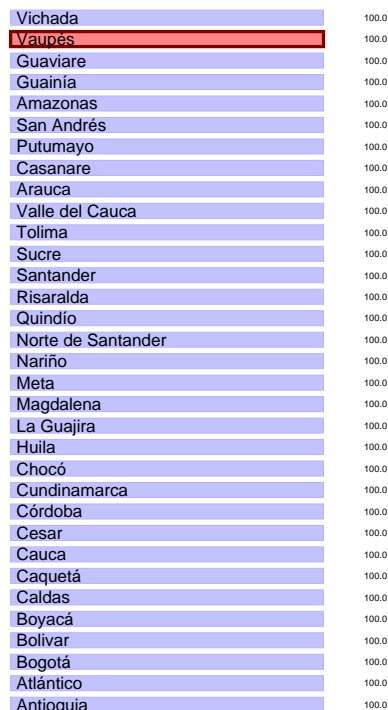 Vichada 100.0
Vaupés 100.0
Guaviare 100.0
Guainía 100.0
Amazonas 100.0
San Andrés 100.0
Putumayo 100.0
Casanare 100.0
Arauca 100.0
Valle del Cauca 100.0
Tolima 100.0
Sucre 100.0
Santander 100.0
Risaralda 100.0
Quindío 100.0
Norte de Santander 100.0
Nariño 100.0
Meta 100.0
Magdalena 100.0
La Guajira 100.0
Huila 100.0
Chocó 100.0
Cundinamarca 100.0
Córdoba 100.0
Cesar 100.0
Cauca 100.0
Caquetá 100.0
Caldas 100.0
Boyacá 100.0
Bolivar 100.0
Bogotá 100.0
Atlántico 100.0
Antioquia 100.0